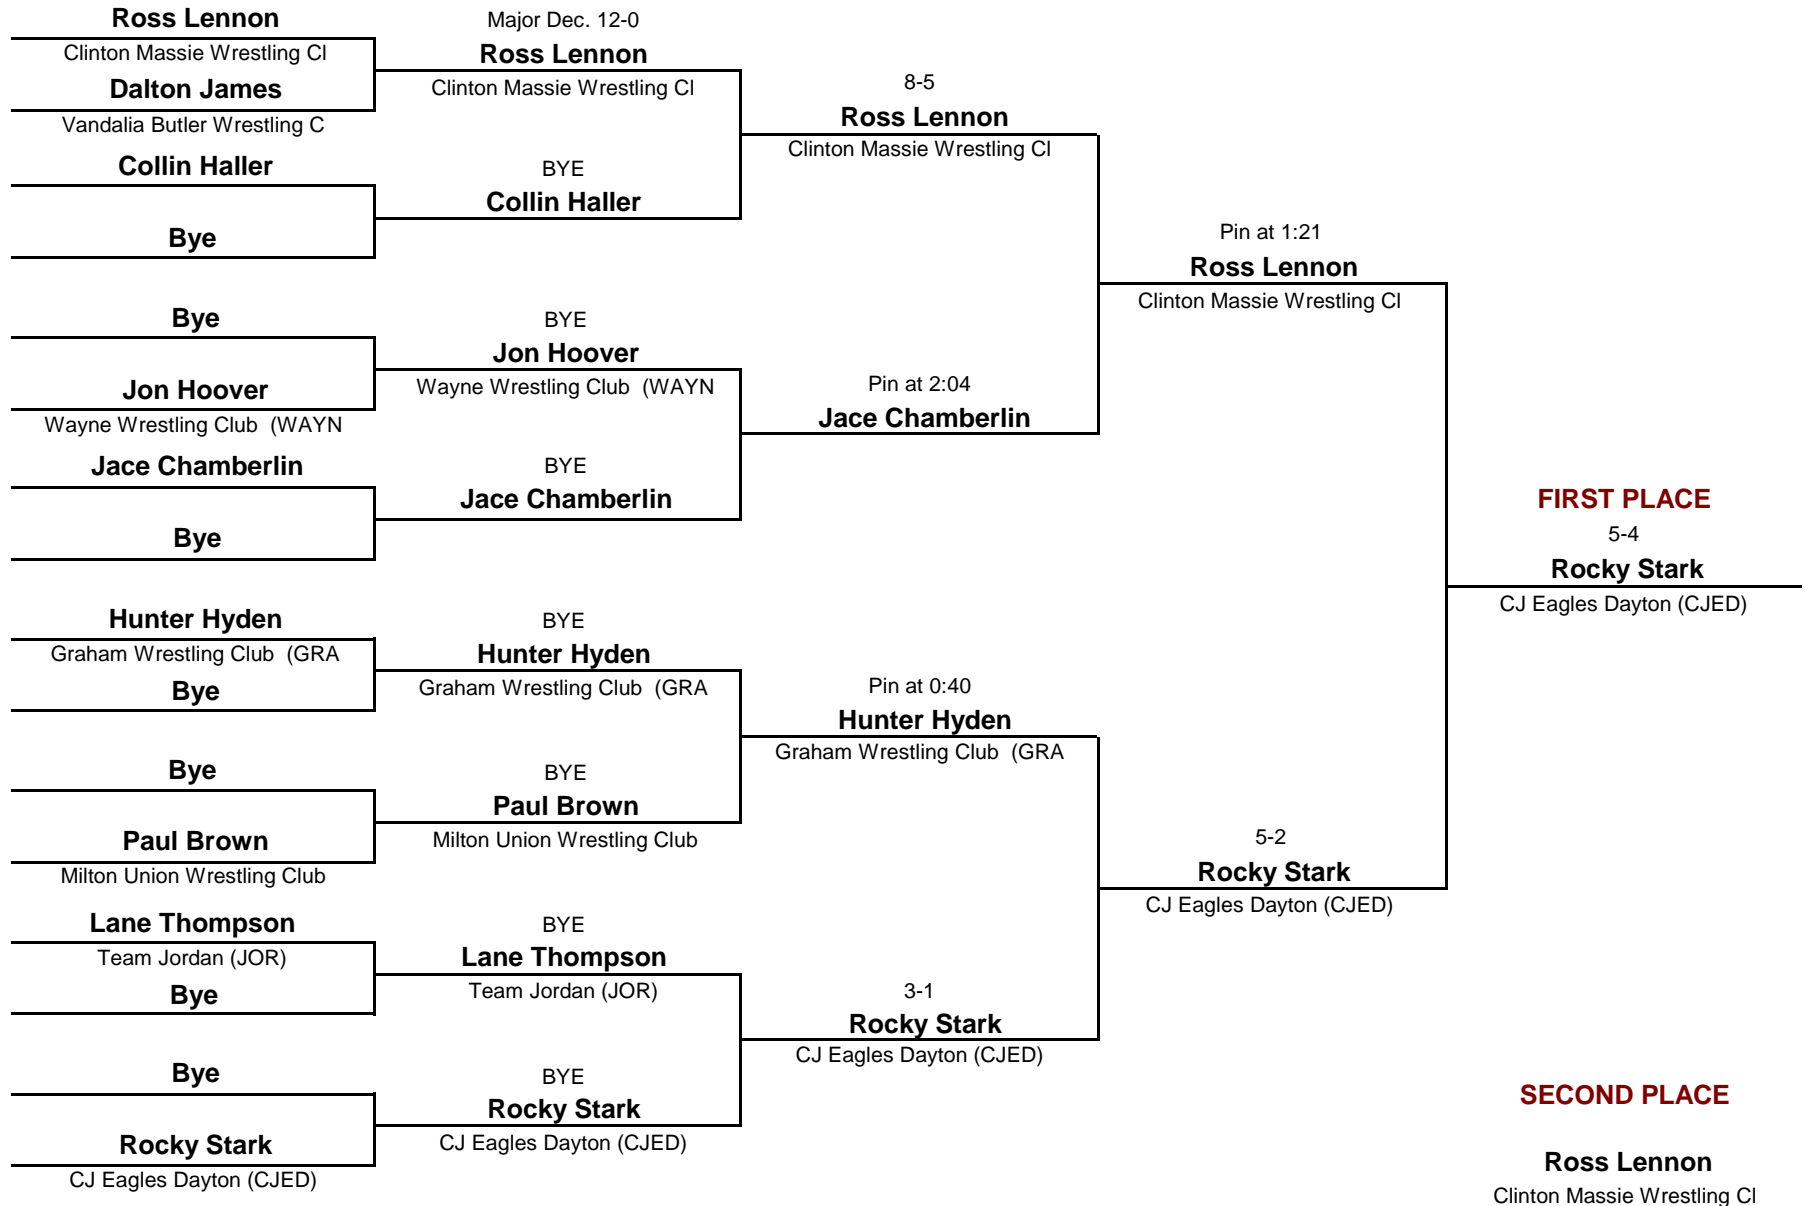 Ross Lennon
Clinton Massie Wrestling Cl
Dalton James
Vandalia Butler Wrestling C
Collin Haller
Bye
Bye
Jon Hoover
Wayne Wrestling Club  (WAYN
Jace Chamberlin
Bye
Hunter Hyden
Graham Wrestling Club  (GRA
Bye
Bye
Paul Brown
Milton Union Wrestling Club
Lane Thompson
Team Jordan (JOR)
Bye
Bye
Rocky Stark
CJ Eagles Dayton (CJED)
Major Dec. 12-0
Ross Lennon
Clinton Massie Wrestling Cl
BYE
Collin Haller
BYE
Jon Hoover
Wayne Wrestling Club  (WAYN
BYE
Jace Chamberlin
BYE
Hunter Hyden
Graham Wrestling Club  (GRA
BYE
Paul Brown
Milton Union Wrestling Club
BYE
Lane Thompson
Team Jordan (JOR)
BYE
Rocky Stark
CJ Eagles Dayton (CJED)
8-5
Ross Lennon
Clinton Massie Wrestling Cl
Pin at 2:04
Jace Chamberlin
Pin at 0:40
Hunter Hyden
Graham Wrestling Club  (GRA
3-1
Rocky Stark
CJ Eagles Dayton (CJED)
Pin at 1:21
Ross Lennon
Clinton Massie Wrestling Cl
5-2
Rocky Stark
CJ Eagles Dayton (CJED)
FIRST PLACE
5-4
Rocky Stark
CJ Eagles Dayton (CJED)
SECOND PLACE
Ross Lennon
Clinton Massie Wrestling Cl